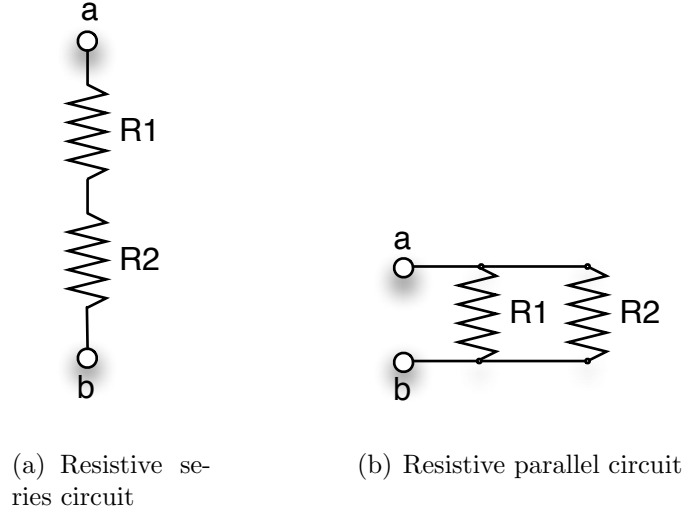 a
R1
R2
b
a
R1
R2
b
(a) Resistive se-
ries circuit
(b) Resistive parallel circuit